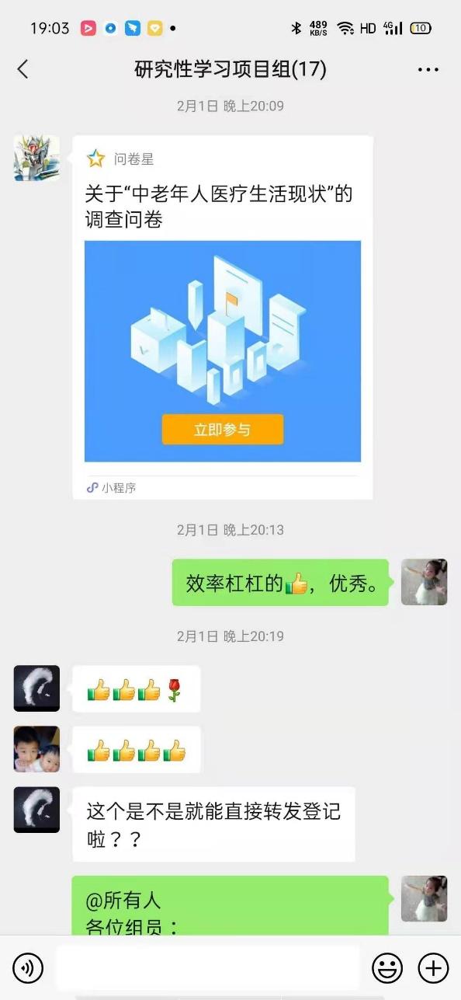 19:03
489
KB/S
HD
4G
10
研究性学习项目组(17)
2月1日 晚上20:09
问卷星
关于“中老年人医疗生活现状”的
调查问卷
立即参与
小程序
2月1日 晚上20:13
效率杠杠的👍，优秀。
2月1日 晚上20:19
👍👍👍🌹
👍👍👍👍
这个是不是就能直接转发登记
啦？？
@所有人
各位组员：